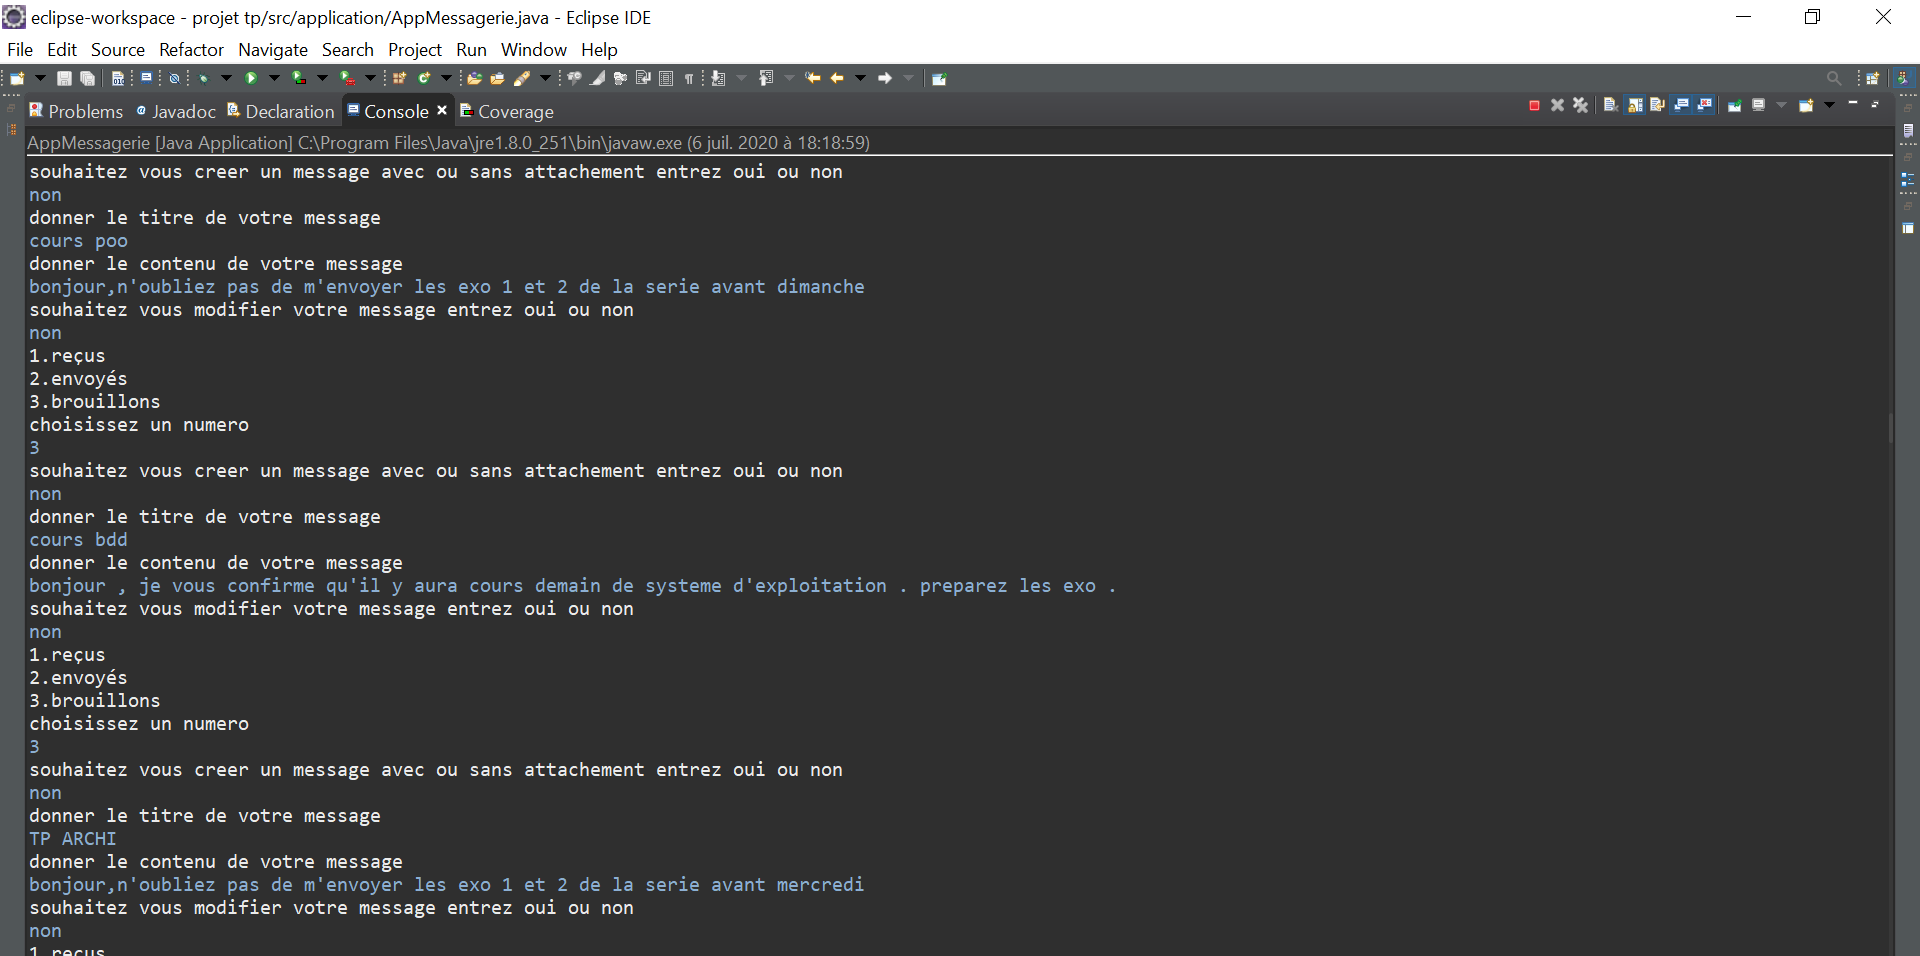 eclipse-workspace - projet tp/src/application/AppMessagerie.java - Eclipse IDE
File Edit Source Refactor Navigate Search Project Run Window Help
Problems Javadoc Declaration Console Coverage
AppMessagerie [Java Application] C:\Program Files\Java\jre1.8.0_251\bin\javaw.exe (6 juil. 2020 à 18:18:59)
souhaitez vous creer un message avec ou sans attachement entrez oui ou non
non
donner le titre de votre message
cours poo
donner le contenu de votre message
bonjour,n'oubliez pas de m'envoyer les exo 1 et 2 de la serie avant dimanche
souhaitez vous modifier votre message entrez oui ou non
non
1.reçus
2.envoyés
3.brouillons
choisissez un numero
3
souhaitez vous creer un message avec ou sans attachement entrez oui ou non
non
donner le titre de votre message
cours bdd
donner le contenu de votre message
bonjour , je vous confirme qu'il y aura cours demain de systeme d'exploitation . preparez les exo .
souhaitez vous modifier votre message entrez oui ou non
non
1.reçus
2.envoyés
3.brouillons
choisissez un numero
3
souhaitez vous creer un message avec ou sans attachement entrez oui ou non
non
donner le titre de votre message
TP ARCHI
donner le contenu de votre message
bonjour,n'oubliez pas de m'envoyer les exo 1 et 2 de la serie avant mercredi
souhaitez vous modifier votre message entrez oui ou non
non
1.reçus